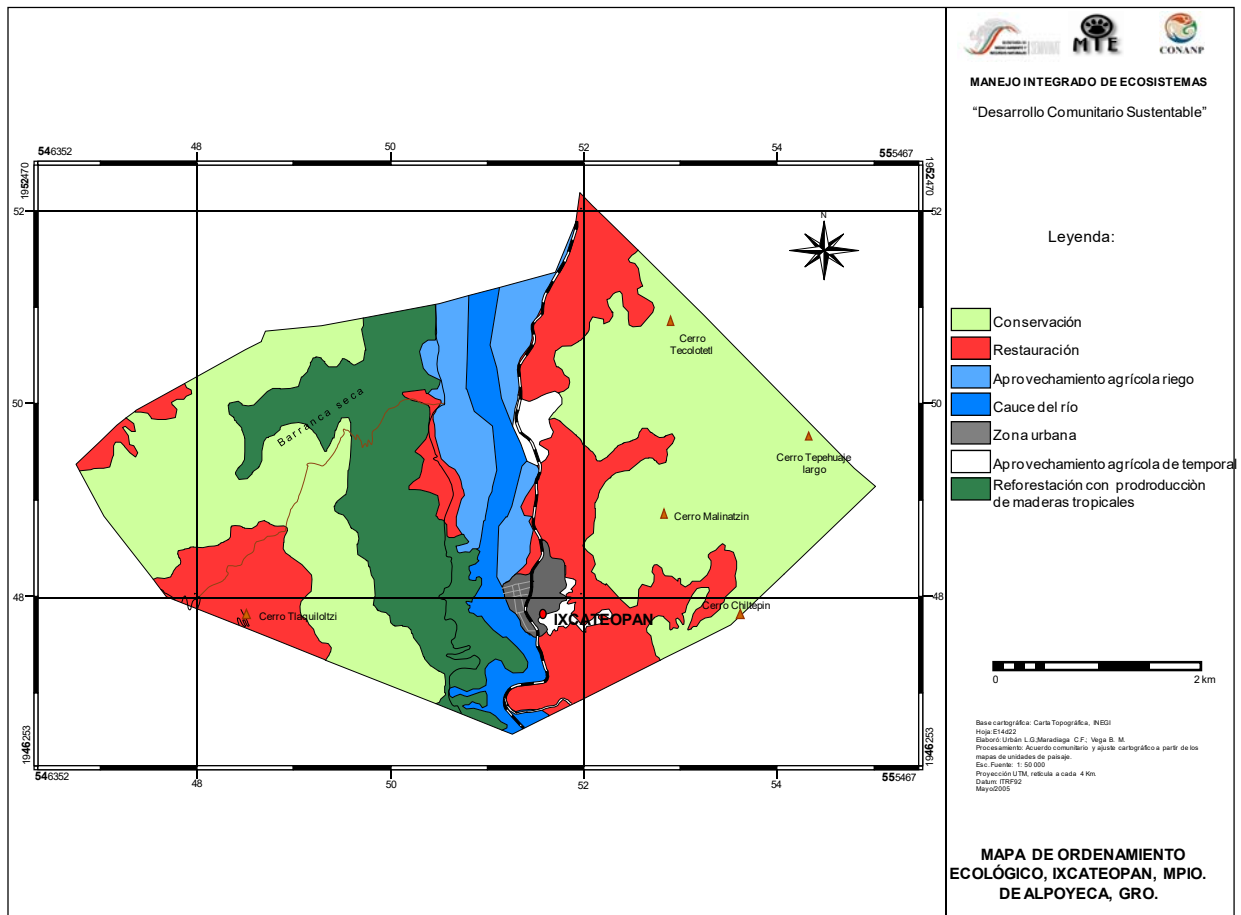 MTE
CONANP
MANEJO INTEGRADO DE ECOSISTEMAS
"Desarrollo Comunitario Sustentable"
546352
48
50
52
54
555467
1952470
1952470
52
52
N
Leyenda:
Conservación
Restauración
Aprovechamiento agrícola riego
Cauce del río
Zona urbana
Aprovechamiento agrícola de temporal
Reforestación con prodroducciòn
de maderas tropicales
Cerro
Tecolotetl
Barranca seca
50
50
Cerro Tepehuaje
largo
Cerro Malinatzin
48
48
Cerro Chiltepin
Cerro Tlaquiloltzi
IXCATEOPAN
0
2 km
1946253
1946253
546352
48
50
52
54
555467
Base cartográfica: Carta Topográfica, INEGI
Hoja:E14d22
Elaboró: Urbán L.G;Maradiaga C.F.; Vega B. M.
Procesamiento: Acuerdo comunitario y ajuste cartográfico a partir de los
mapas de unidades de paisaje.
Esc. Fuente: 1: 50 000
Proyección UTM, retícula a cada 4 Km.
Datum: ITRF92
Mayo/2005
MAPA DE ORDENAMIENTO
ECOLÓGICO, IXCATEOPAN, MPIO.
DE ALPOYECA, GRO.